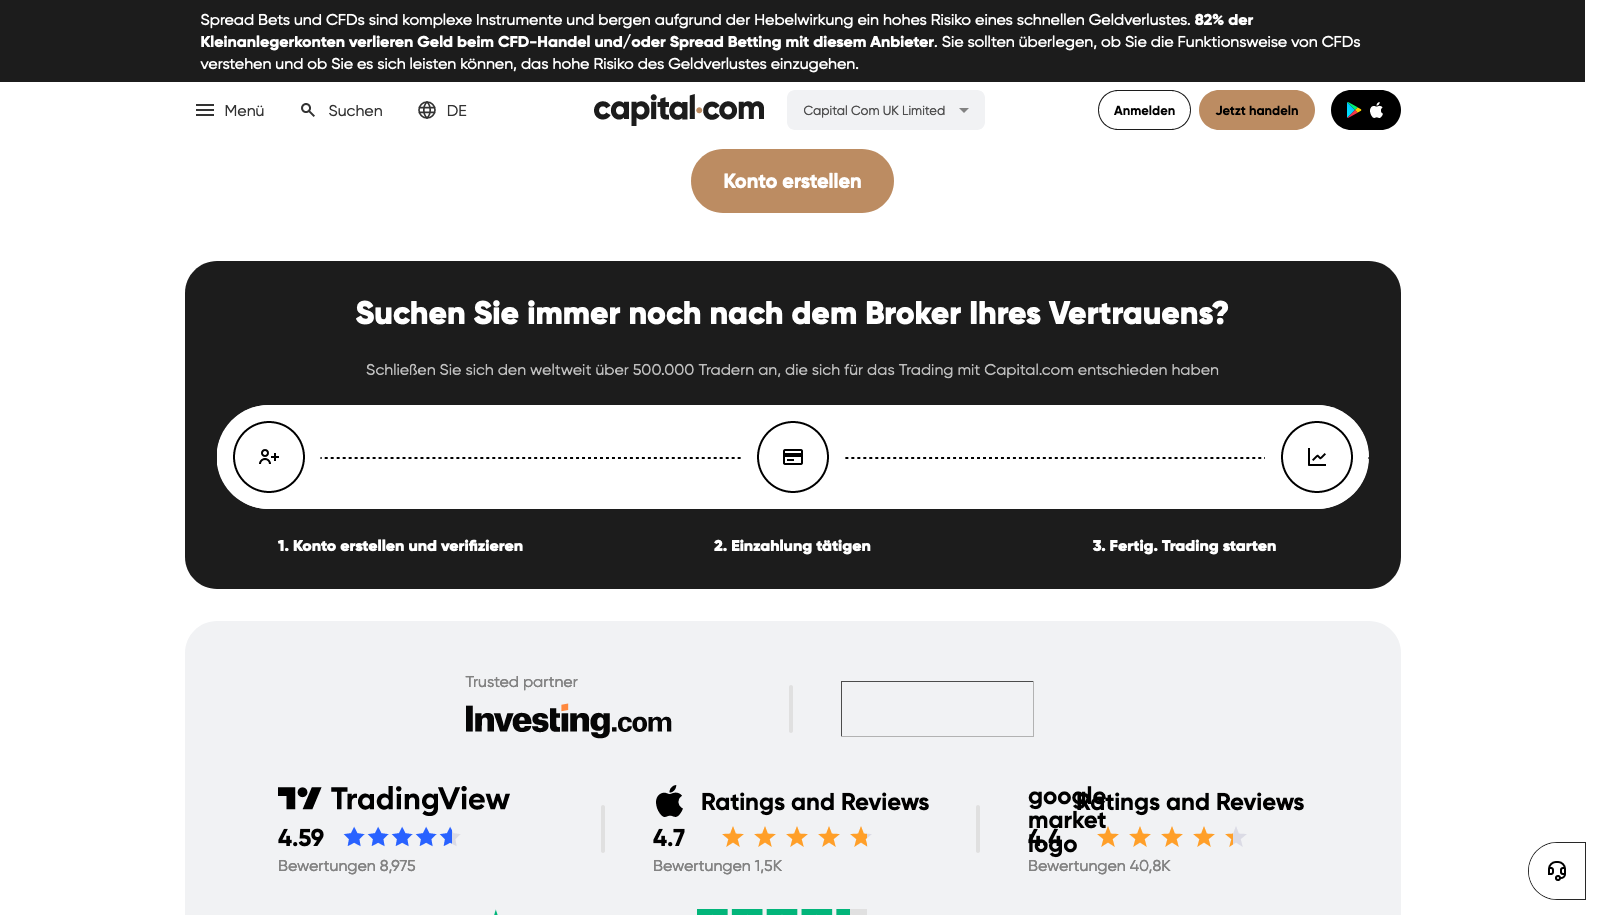 Spread Bets und CFDs sind komplexe Instrumente und bergen aufgrund der Hebelwirkung ein hohes Risiko eines schnellen Geldverlustes. 82% der
Kleinanlegerkonten verlieren Geld beim CFD-Handel und/oder Spread Betting mit diesem Anbieter. Sie sollten überlegen, ob Sie die Funktionsweise von CFDs
verstehen und ob Sie es sich leisten können, das hohe Risiko des Geldverlustes einzugehen.
Menü Suchen DE capital.com Capital Com UK Limited Anmelden Jetzt handeln
Konto erstellen
Suchen Sie immer noch nach dem Broker Ihres Vertrauens?
Schließen Sie sich den weltweit über 500.000 Tradern an, die sich für das Trading mit Capital.com entschieden haben
1. Konto erstellen und verifizieren 2. Einzahlung tätigen 3. Fertig. Trading starten
Trusted partner
Investing.com
TradingView
4.59
Bewertungen 8,975
Ratings and Reviews
4.7
Bewertungen 1,5K
google
market
logo
Ratings and Reviews
4.4
Bewertungen 40,8K